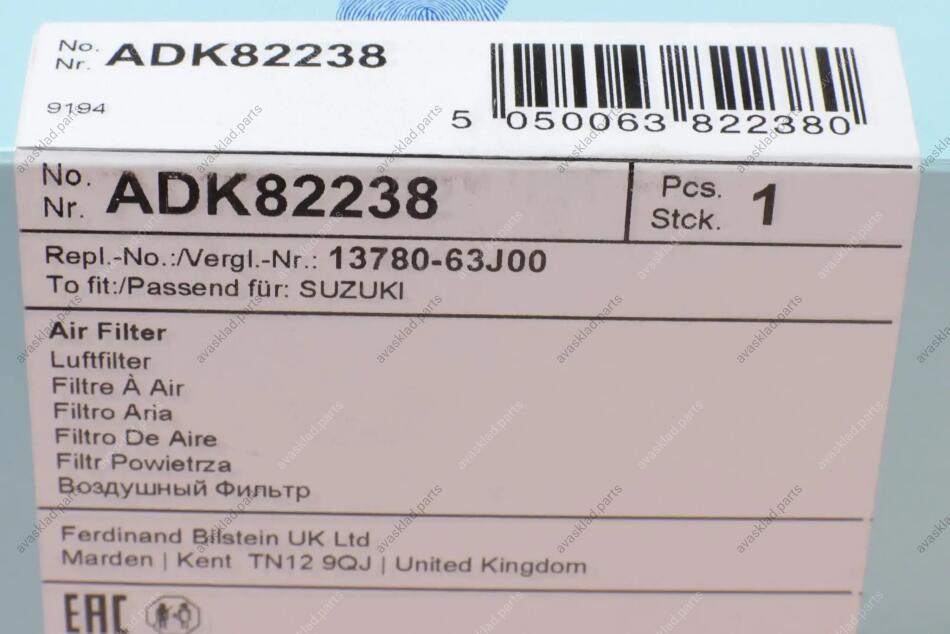 No.
Nr. ADK82238
9194
5 050063 822380
No.
Nr. ADK82238
Pcs.
Stck. 1
Repl.-No.:/Vergl.-Nr.: 13780-63J00
To fit:/Passend für: SUZUKI
Air Filter
Luftfilter
Filtre À Air
Filtro Aria
Filtro De Aire
Filtr Powietrza
Воздушный Фильтр
Ferdinand Bilstein UK Ltd
Marden | Kent TN12 9QJ | United Kingdom
EAC
avasklad.parts